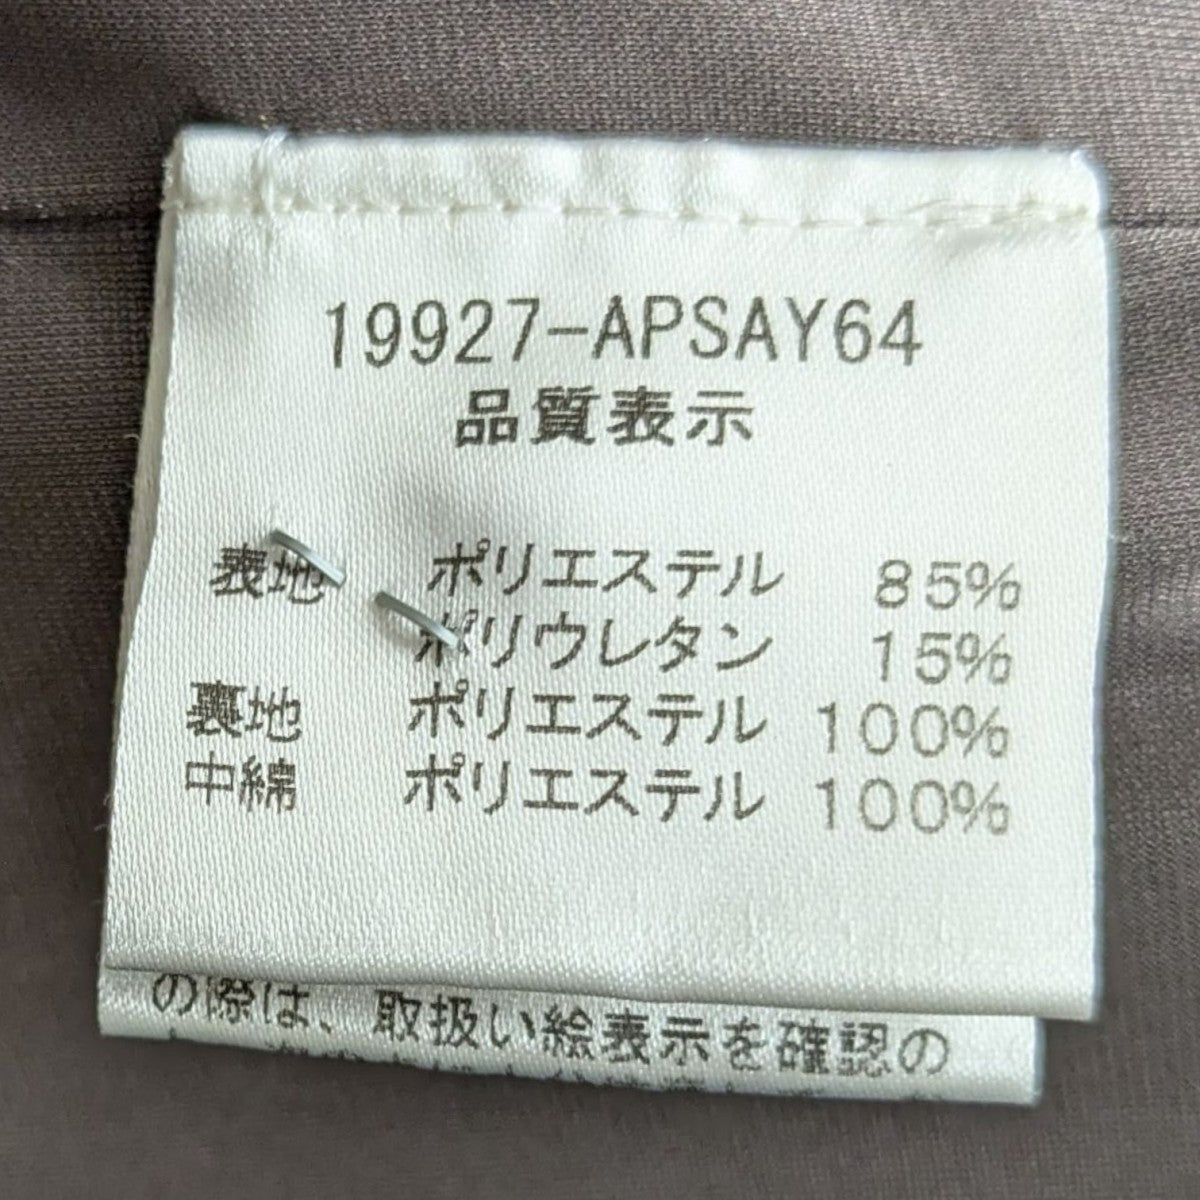 19927-APSAY64
品質表示
表地 ポリエステル 85%
ポリウレタン 15%
裏地 ポリエステル 100%
中綿 ポリエステル 100%
の際は、取扱い絵表示を確認の